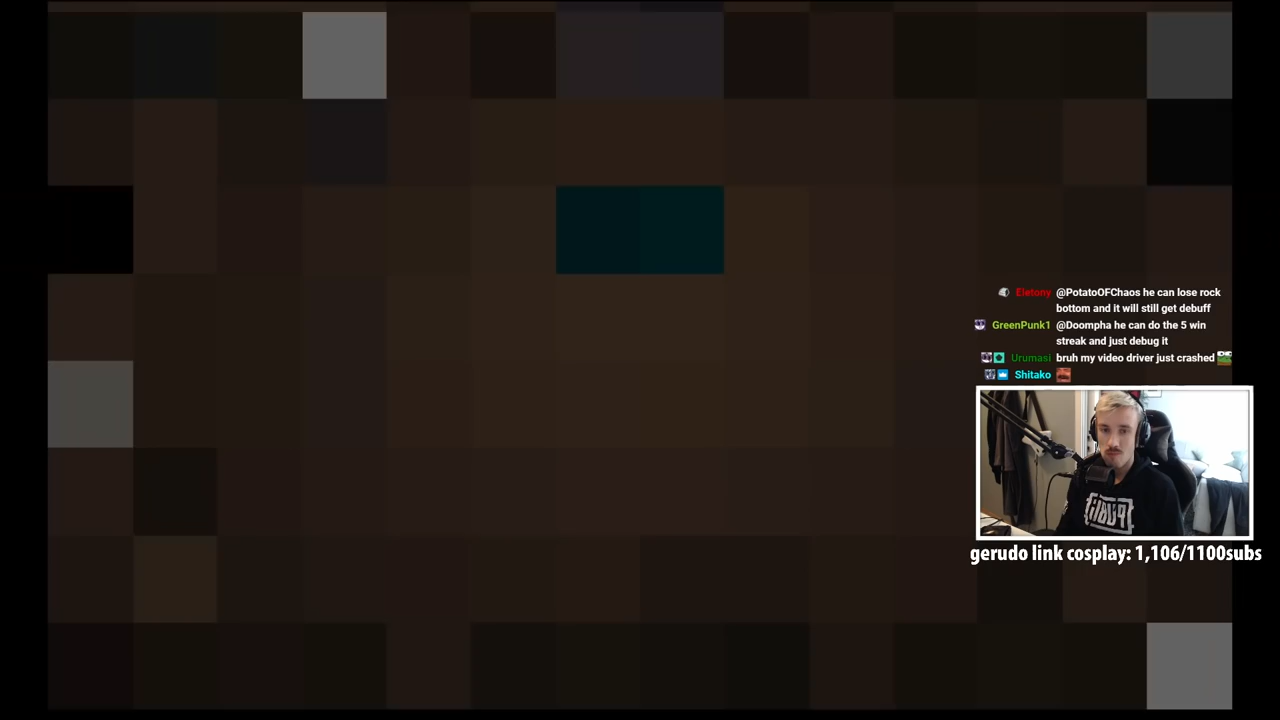 Eletony @PotatoOFChaos he can lose rock
bottom and it will still get debuff
GreenPunk1 @Doompha he can do the 5 win
streak and just debug it
Urumasi bruh my video driver just crashed
Shitako
gerudo link cosplay: 1,106/1100subs